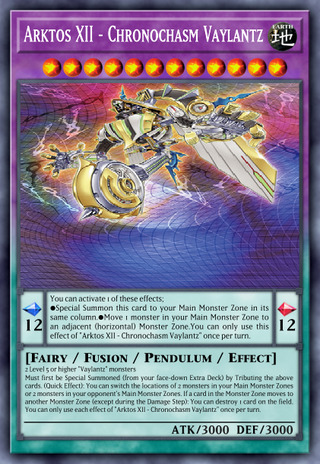 Arktos XII - Chronochasm Vaylantz
EARTH
地
You can activate 1 of these effects;
●Special Summon this card to your Main Monster Zone in its
same column.●Move 1 monster in your Main Monster Zone to
an adjacent (horizontal) Monster Zone.You can only use this
effect of "Arktos XII - Chronochasm Vaylantz" once per turn.
12
12
[Fairy / Fusion / Pendulum / Effect]
2 Level 5 or higher "Vaylantz" monsters
Must first be Special Summoned (from your face-down Extra Deck) by Tributing the above
cards. (Quick Effect): You can switch the locations of 2 monsters in your Main Monster Zones
or 2 monsters in your opponent's Main Monster Zones. If a card in the Monster Zone moves to
another Monster Zone (except during the Damage Step): You can destroy 1 card on the field.
You can only use each effect of "Arktos XII - Chronochasm Vaylantz" once per turn.
ATK/3000 DEF/3000